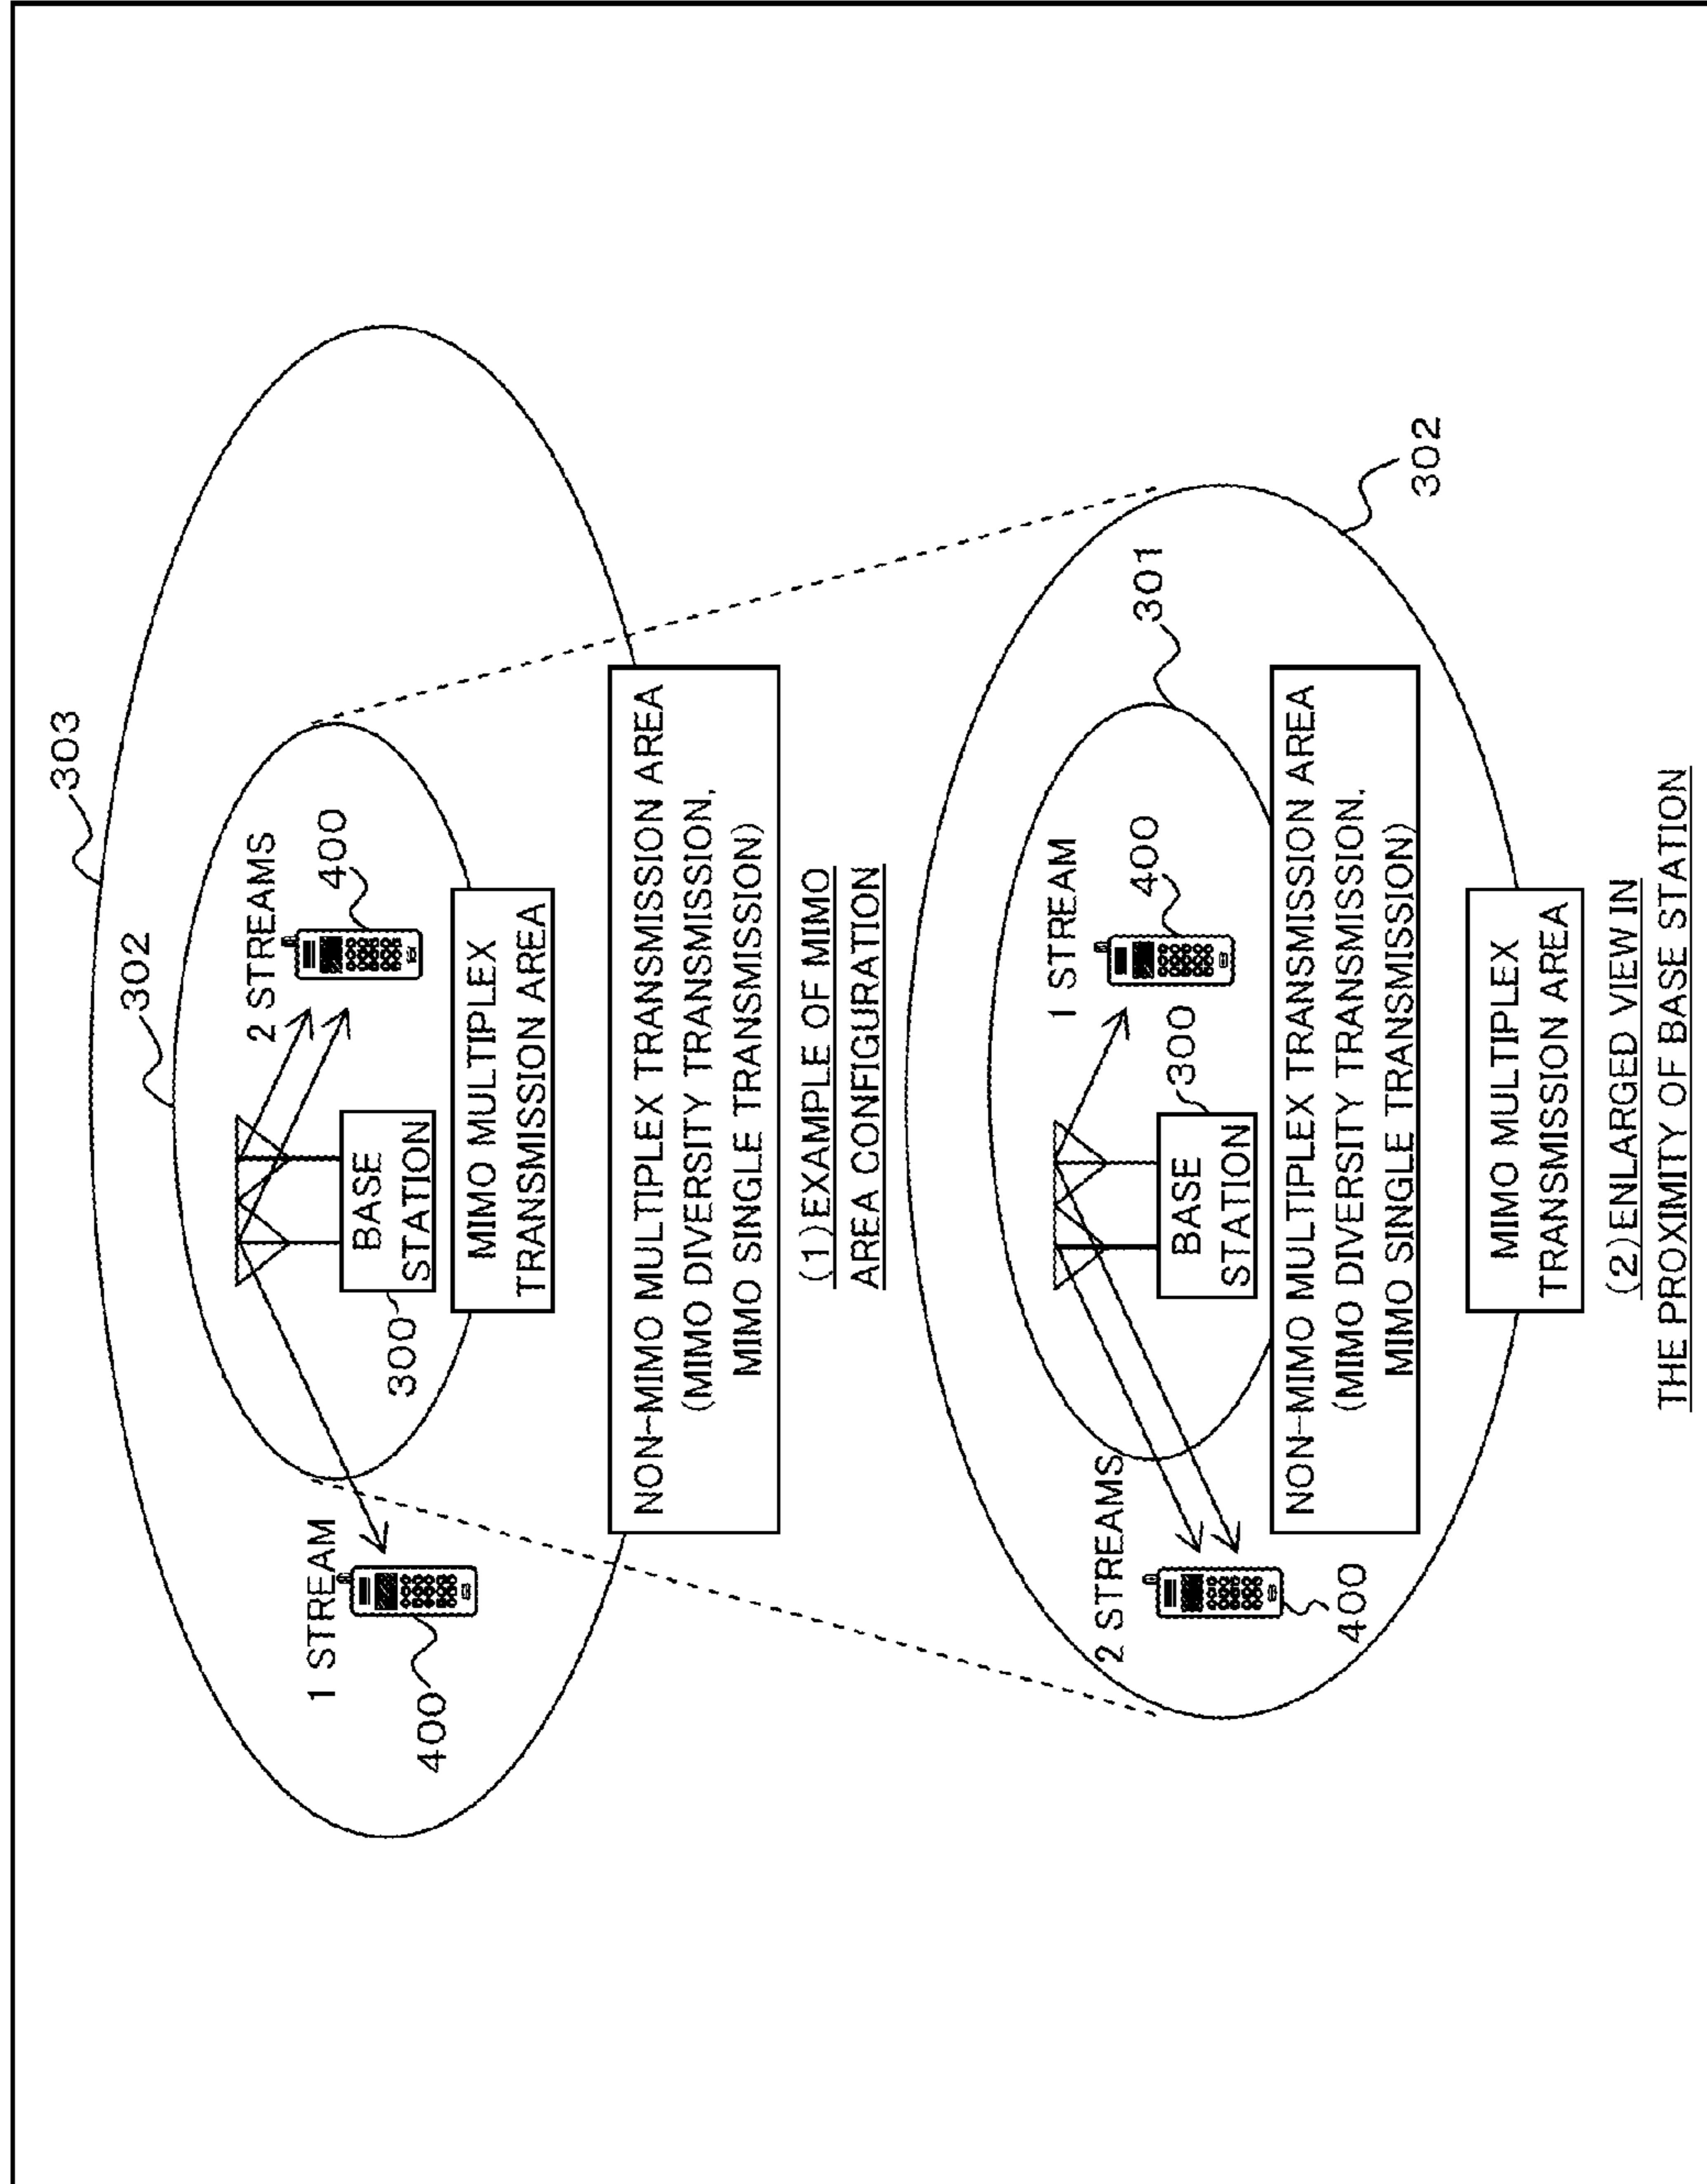 303
302
2 STREAMS
400
1 STREAM
400
BASE
STATION
300
MIMO MULTIPLEX
TRANSMISSION AREA
NON-MIMO MULTIPLEX TRANSMISSION AREA
(MIMO DIVERSITY TRANSMISSION,
MIMO SINGLE TRANSMISSION)
(1)EXAMPLE OF MIMO
AREA CONFIGURATION
302
301
1 STREAM
400
300
BASE
STATION
2 STREAMS
400
NON-MIMO MULTIPLEX TRANSMISSION AREA
(MIMO DIVERSITY TRANSMISSION,
MIMO SINGLE TRANSMISSION)
MIMO MULTIPLEX
TRANSMISSION AREA
(2)ENLARGED VIEW IN
THE PROXIMITY OF BASE STATION